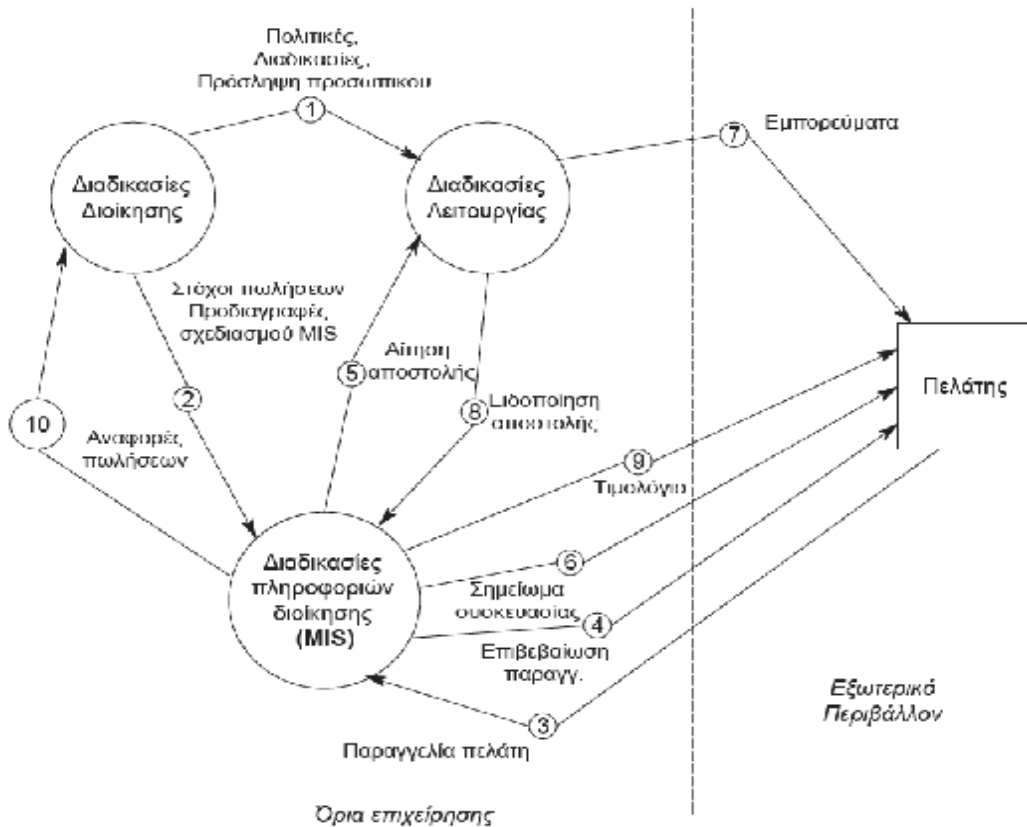 Πολιτικές,
Διαδικασίες,
Πρόσληψη προσωπικού
1
7
Εμπορεύματα
Διαδικασίες
Διοίκησης
Διαδικασίες
Λειτουργίας
Στόχοι πωλήσεων
Προδιαγραφές
σχεδιασμού MIS
5
Αίτηση
αποστολής
Πελάτης
2
8
Ειδοποίηση
αποστολής
10
Αναφορές
πωλήσεων
9
Τιμολόγιο
Διαδικασίες
πληροφοριών
διοίκησης
(MIS)
6
Σημείωμα
συσκευασίας
4
Επιβεβαίωση
παραγγ.
3
Παραγγελία πελάτη
Εξωτερικό
Περιβάλλον
Όρια επιχείρησης